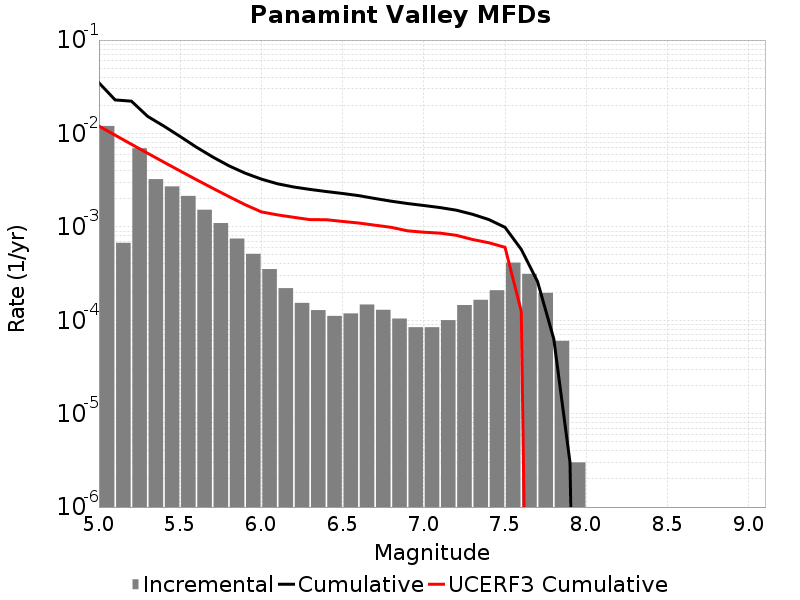 Panamint Valley MFDs
10-1
10-2
10-3
10-4
10-5
10-6
Rate (1/yr)
5.0 5.5 6.0 6.5 7.0 7.5 8.0 8.5 9.0
Magnitude
Incremental Cumulative UCERF3 Cumulative